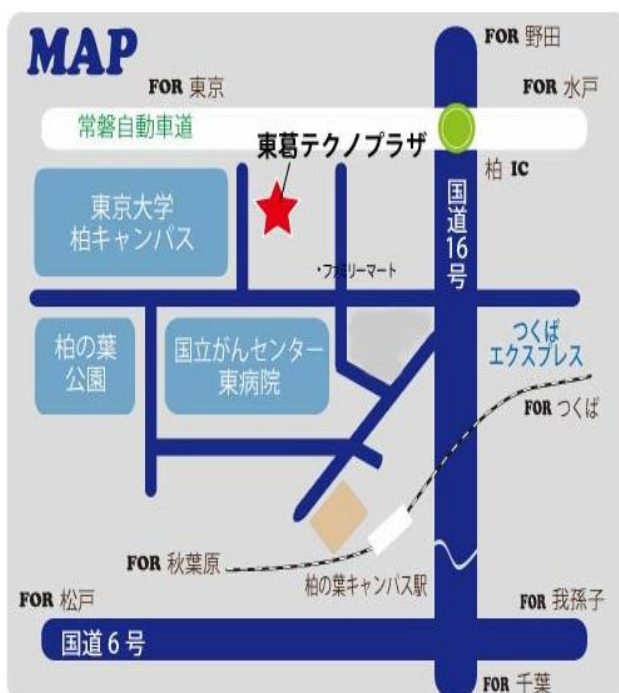 MAP
FOR 野田
FOR 東京
FOR 水戸
常磐自動車道
東葛テクノプラザ
柏 IC
東京大学
柏キャンパス
国道16号
・ファミリーマート
柏の葉
公園
国立がんセンター
東病院
つくば
エクスプレス
FOR つくば
FOR 秋葉原
柏の葉キャンパス駅
FOR 松戸
FOR 我孫子
国道6号
FOR 千葉